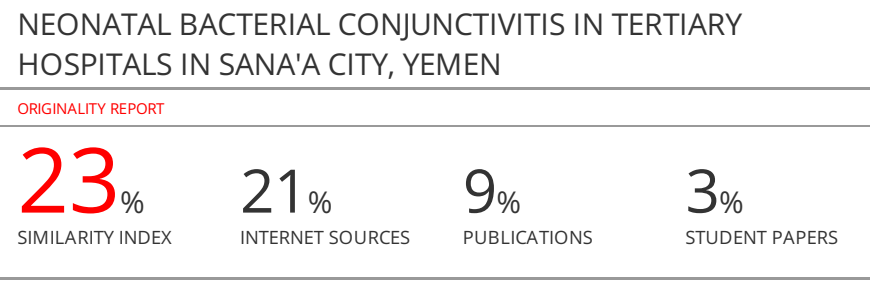 NEONATAL BACTERIAL CONJUNCTIVITIS IN TERTIARY
HOSPITALS IN SANA'A CITY, YEMEN
ORIGINALITY REPORT
23% 21% 9% 3%
SIMILARITY INDEX INTERNET SOURCES PUBLICATIONS STUDENT PAPERS